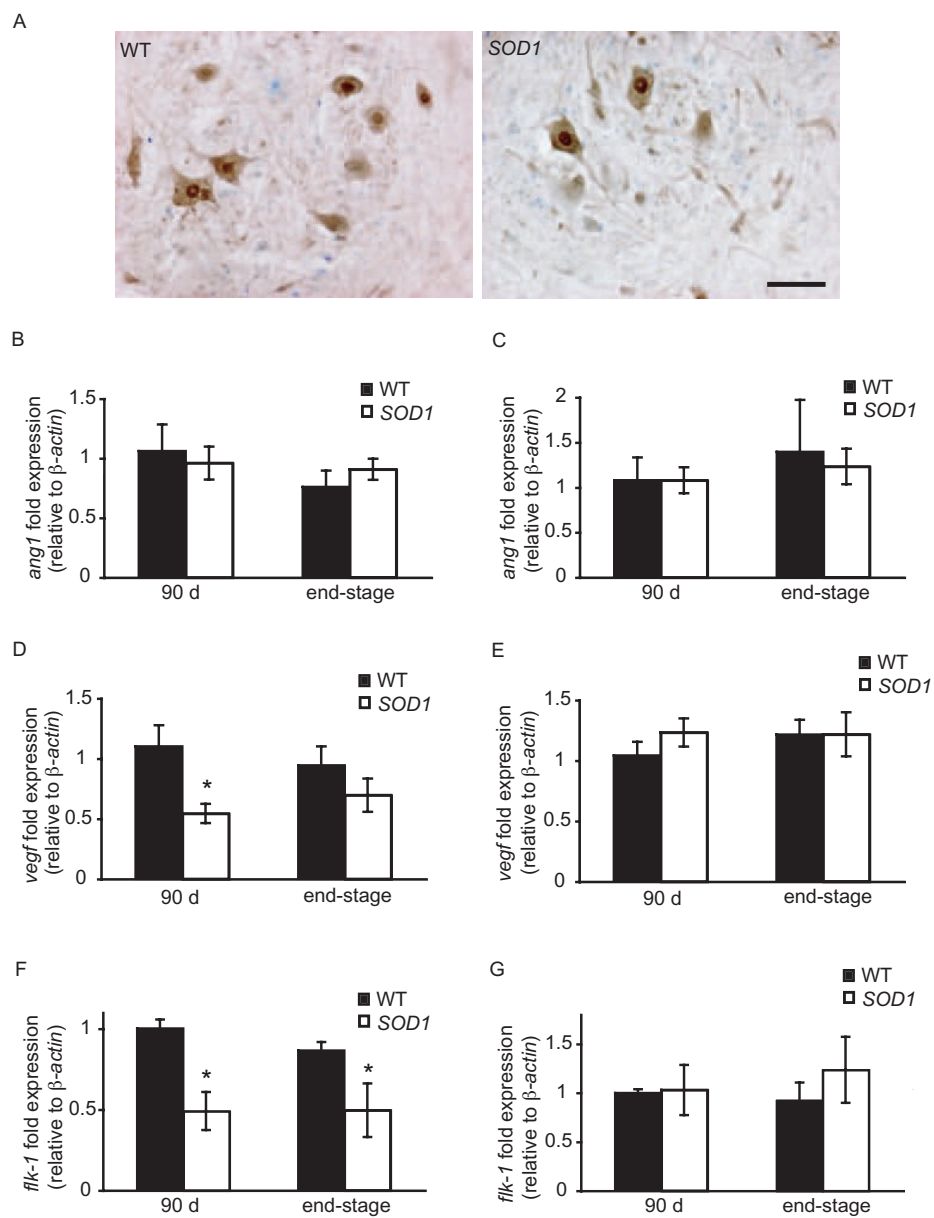 A
WT
SOD1
B
ang1 fold expression
(relative to β-actin)
1.5
1
0.5
0
WT
SOD1
90 d
end-stage
C
ang1 fold expression
(relative to β-actin)
2
1.5
1
0.5
0
WT
SOD1
90 d
end-stage
D
vegf fold expression
(relative to β-actin)
1.5
1
0.5
0
WT
SOD1
*
90 d
end-stage
E
vegf fold expression
(relative to β-actin)
1.5
1
0.5
0
WT
SOD1
90 d
end-stage
F
flk-1 fold expression
(relative to β-actin)
1
0.5
0
WT
SOD1
*
*
90 d
end-stage
G
flk-1 fold expression
(relative to β-actin)
1.5
1
0.5
0
WT
SOD1
90 d
end-stage